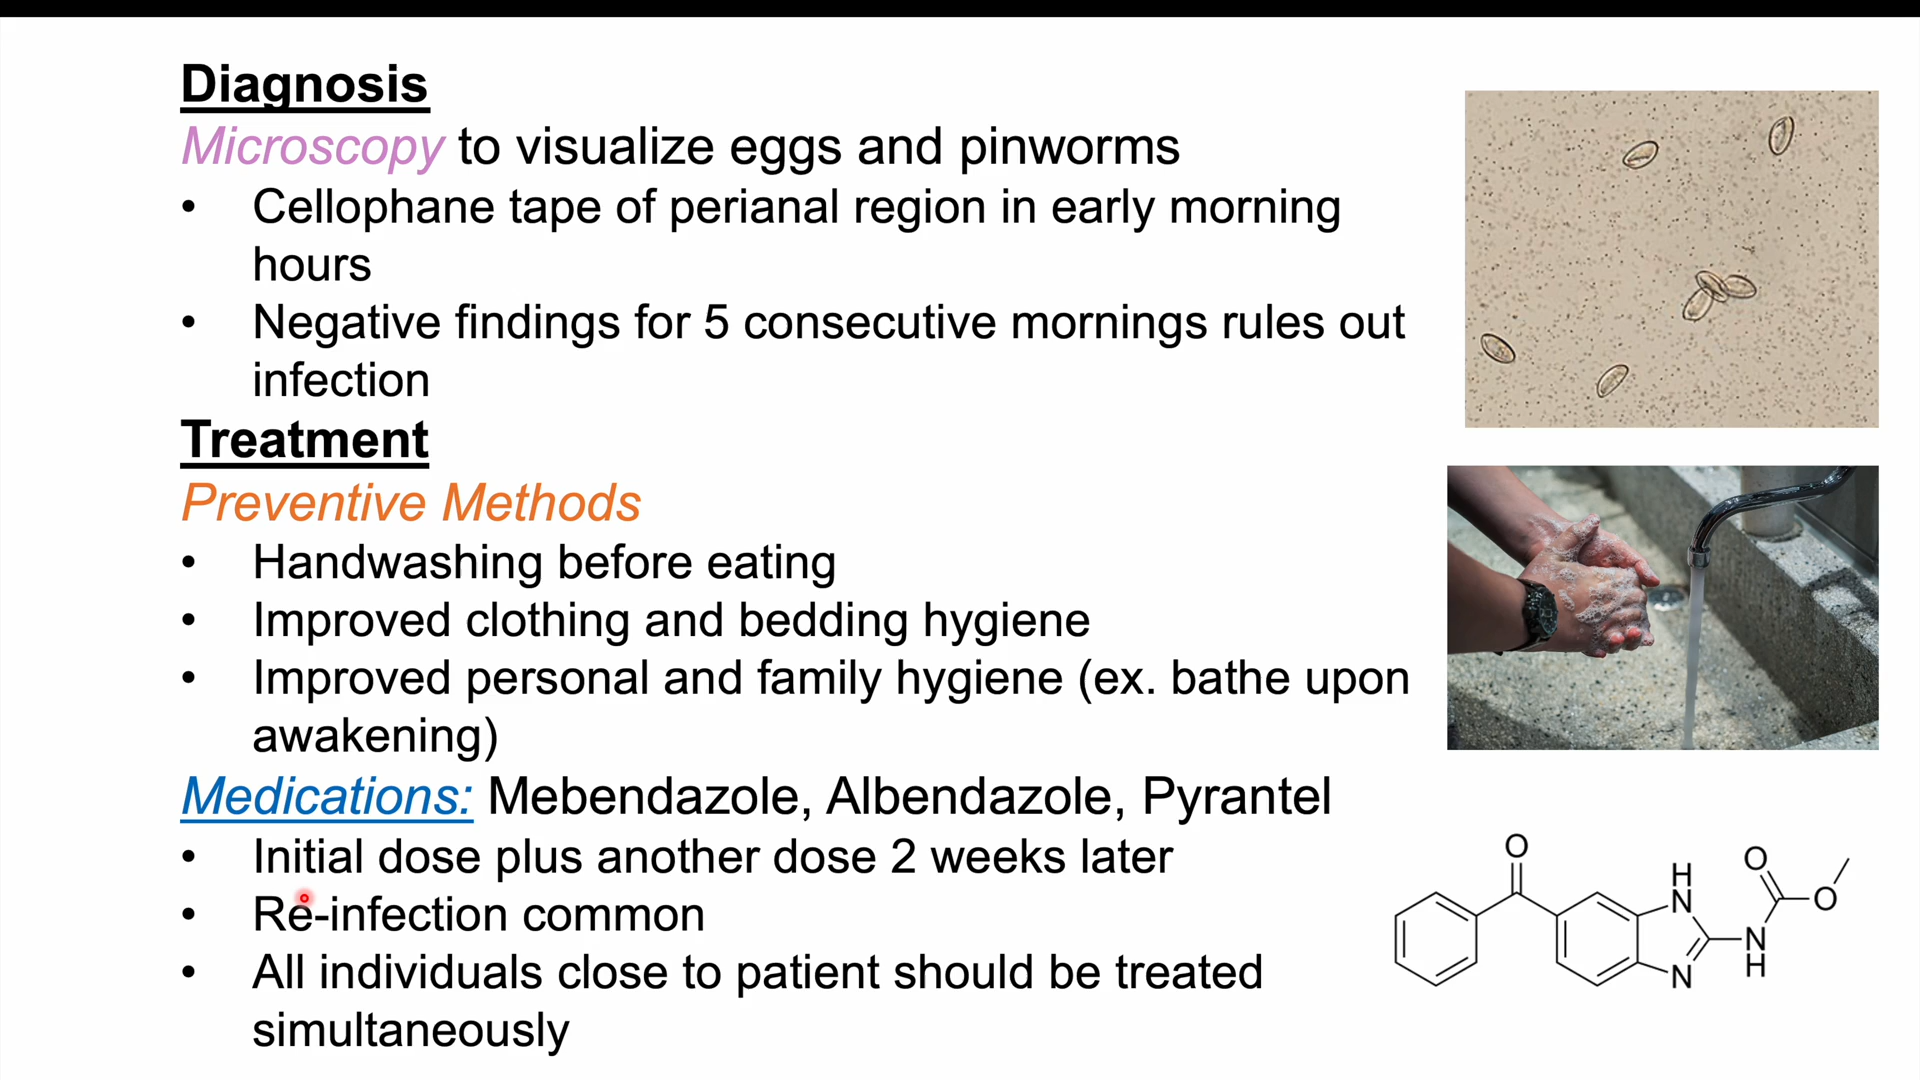 Diagnosis
Microscopy to visualize eggs and pinworms
• Cellophane tape of perianal region in early morning
hours
• Negative findings for 5 consecutive mornings rules out
infection
Treatment
Preventive Methods
• Handwashing before eating
• Improved clothing and bedding hygiene
• Improved personal and family hygiene (ex. bathe upon
awakening)
Medications: Mebendazole, Albendazole, Pyrantel
• Initial dose plus another dose 2 weeks later
• Re-infection common
• All individuals close to patient should be treated
simultaneously
O
H
N
N
O
O
N
H